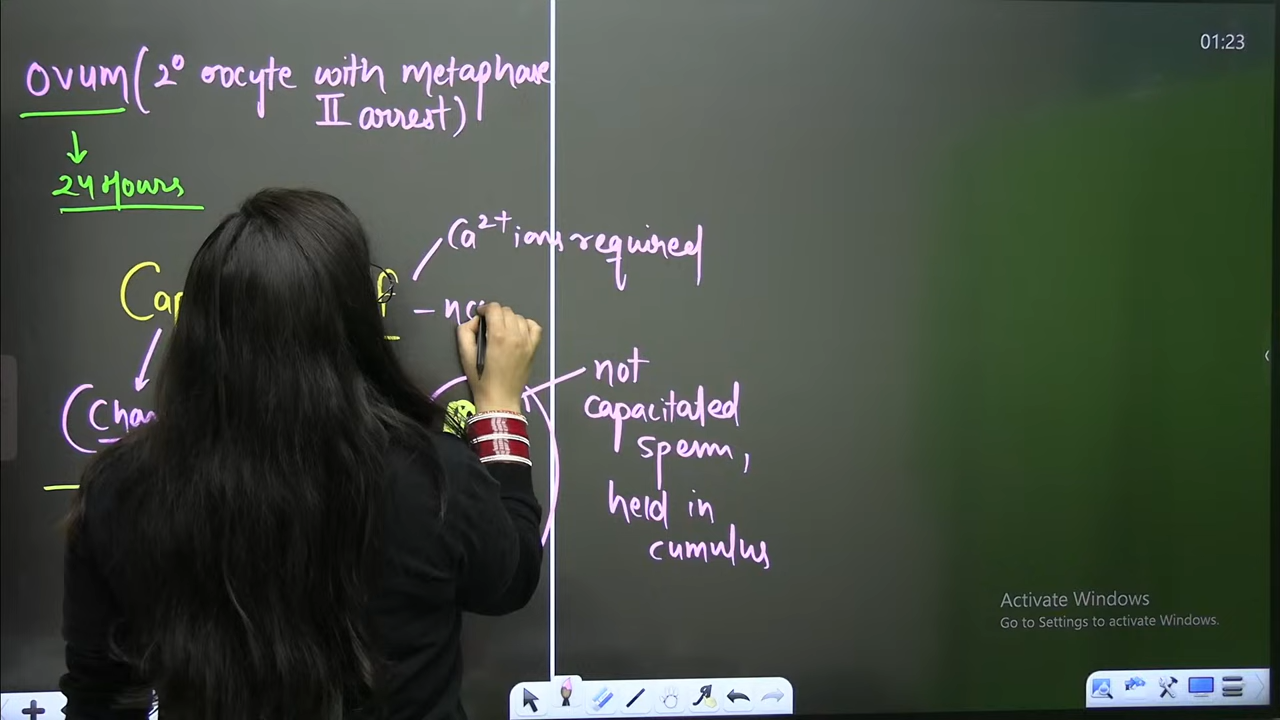 01:23
ovum (2° oocyte with metaphase
II arrest)
24 Hours
Ca²⁺ ions required
not
capacitated
sperm,
held in
cumulus
Activate Windows
Go to Settings to activate Windows.